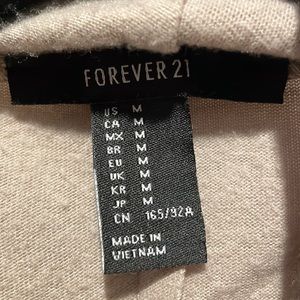 FOREVER 21
US M
CA M
MX M
BR M
EU M
UK M
KR M
JP M
CN 165/92A
MADE IN
VIETNAM